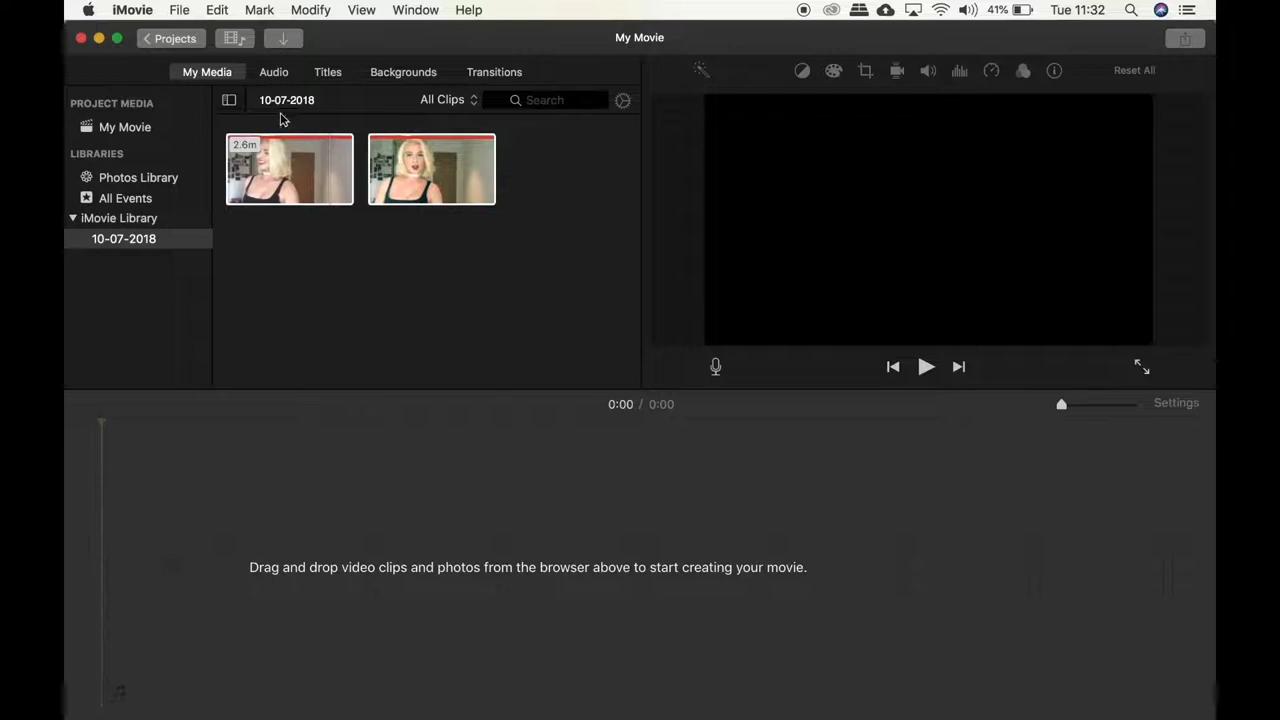 iMovie File Edit Mark Modify View Window Help 41% Tue 11:32
Projects My Movie
My Media Audio Titles Backgrounds Transitions Reset All
PROJECT MEDIA 10-07-2018 All Clips Search
My Movie
2.6m
LIBRARIES
Photos Library
All Events
iMovie Library
10-07-2018
0:00 / 0:00 Settings
Drag and drop video clips and photos from the browser above to start creating your movie.